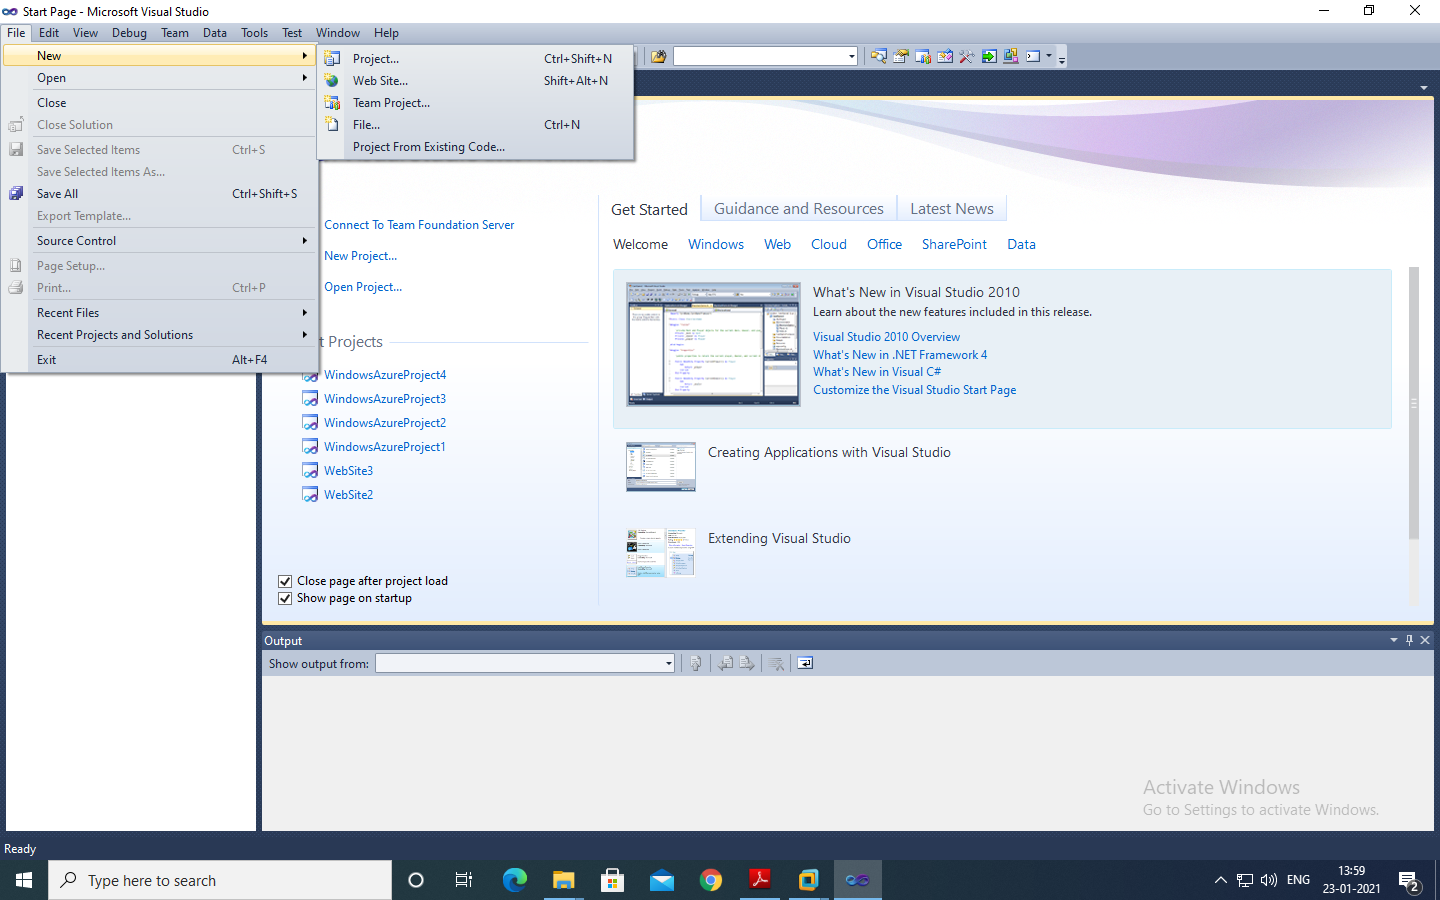 Start Page - Microsoft Visual Studio
File Edit View Debug Team Data Tools Test Window Help
New
Open
Close
Close Solution
Save Selected Items Ctrl+S
Save Selected Items As...
Save All Ctrl+Shift+S
Export Template...
Source Control
Page Setup...
Print... Ctrl+P
Recent Files
Recent Projects and Solutions
Exit Alt+F4
Project... Ctrl+Shift+N
Web Site... Shift+Alt+N
Team Project...
File... Ctrl+N
Project From Existing Code...
Connect To Team Foundation Server
New Project...
Open Project...
Projects
WindowsAzureProject4
WindowsAzureProject3
WindowsAzureProject2
WindowsAzureProject1
WebSite3
WebSite2
Close page after project load
Show page on startup
Get Started Guidance and Resources Latest News
Welcome Windows Web Cloud Office SharePoint Data
What's New in Visual Studio 2010
Learn about the new features included in this release.
Visual Studio 2010 Overview
What's New in .NET Framework 4
What's New in Visual C#
Customize the Visual Studio Start Page
Creating Applications with Visual Studio
Extending Visual Studio
Output
Show output from:
Activate Windows
Go to Settings to activate Windows.
Ready
Type here to search
ENG
13:59
23-01-2021
2